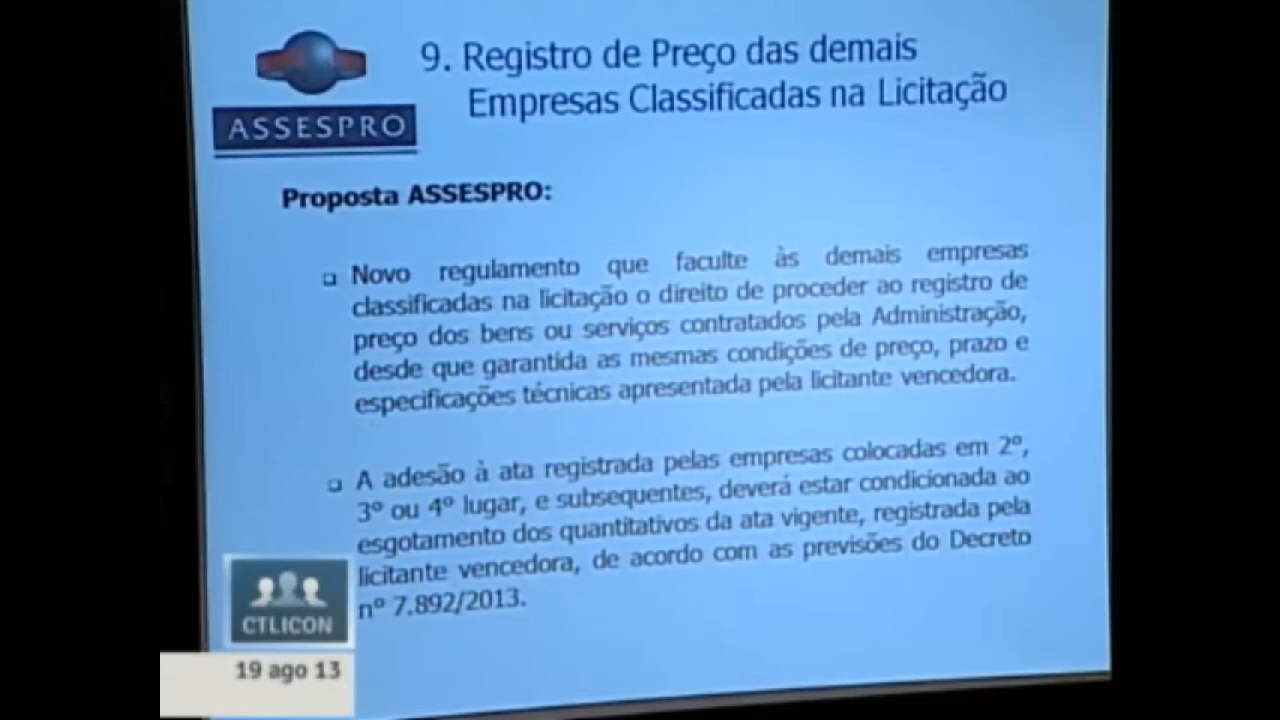 9. Registro de Preço das demais
Empresas Classificadas na Licitação
ASSESPRO
Proposta ASSESPRO:
Novo regulamento que faculte às demais empresas
classificadas na licitação o direito de proceder ao registro de
preço dos bens ou serviços contratados pela Administração,
desde que garantida as mesmas condições de preço, prazo e
especificações técnicas apresentada pela licitante vencedora.
A adesão à ata registrada pelas empresas colocadas em 2º,
3º ou 4º lugar, e subsequentes, deverá estar condicionada ao
esgotamento dos quantitativos da ata vigente, registrada pela
licitante vencedora, de acordo com as previsões do Decreto
nº 7.892/2013.
CTLICON
19 ago 13